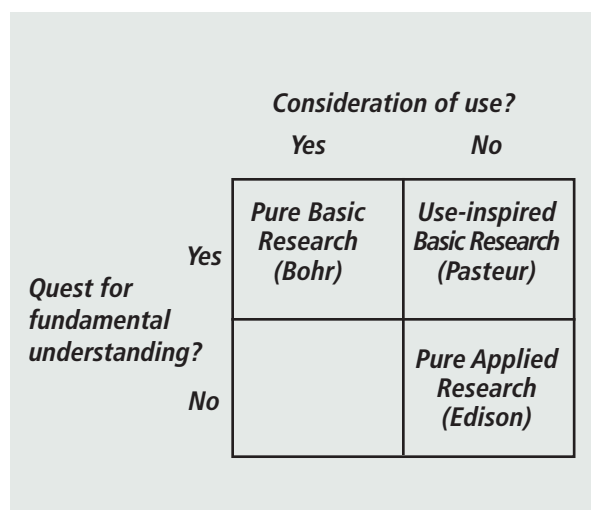 Consideration of use?
Yes No
Pure Basic
Research
(Bohr)
Use-inspired
Basic Research
(Pasteur)
Yes
Quest for
fundamental
understanding?
No
Pure Applied
Research
(Edison)